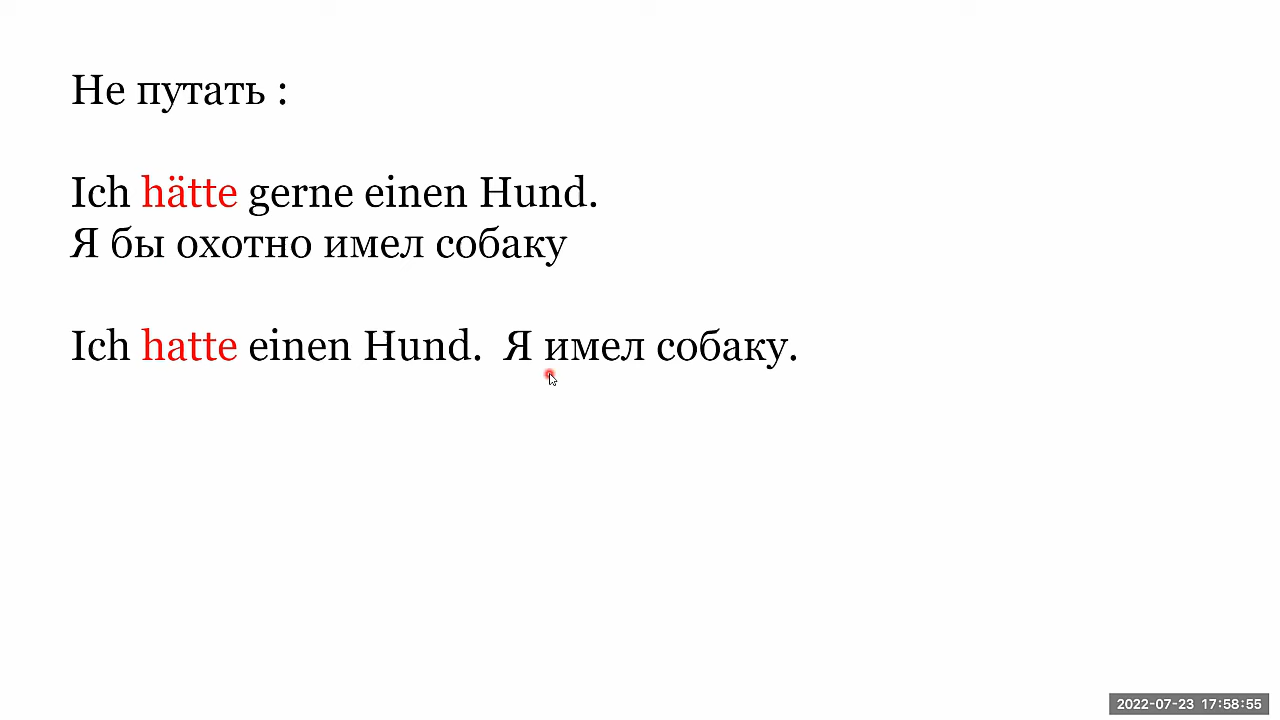 Не путать :
Ich hätte gerne einen Hund.
Я бы охотно имел собаку
Ich hatte einen Hund.  Я имел собаку.
2022-07-23 17:58:55